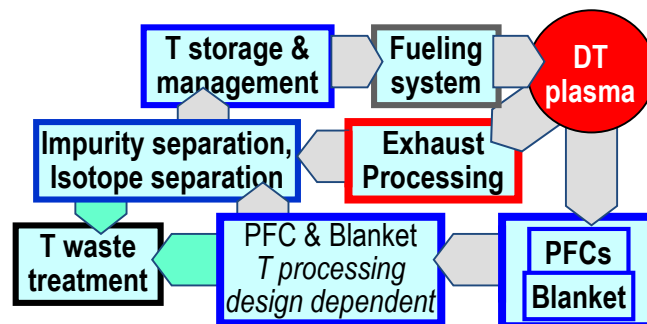 T storage &
management
Fueling
system
DT
plasma
Impurity separation,
Isotope separation
Exhaust
Processing
T waste
treatment
PFC & Blanket
T processing
design dependent
PFCs
Blanket